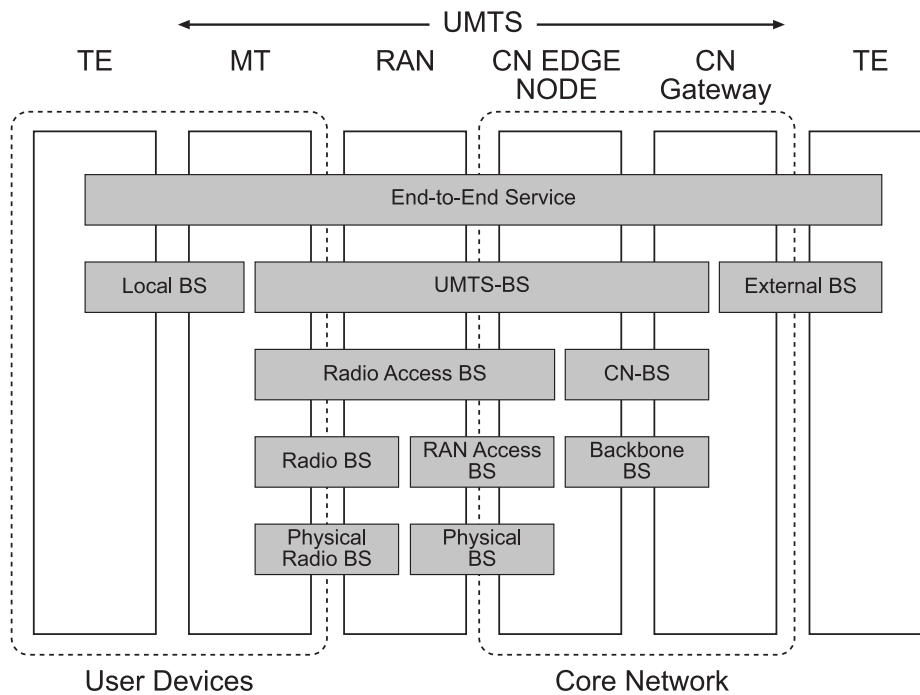 UMTS
TE MT RAN CN EDGE NODE CN Gateway TE
End-to-End Service
Local BS UMTS-BS External BS
Radio Access BS CN-BS
Radio BS RAN Access BS Backbone BS
Physical Radio BS Physical BS
User Devices Core Network